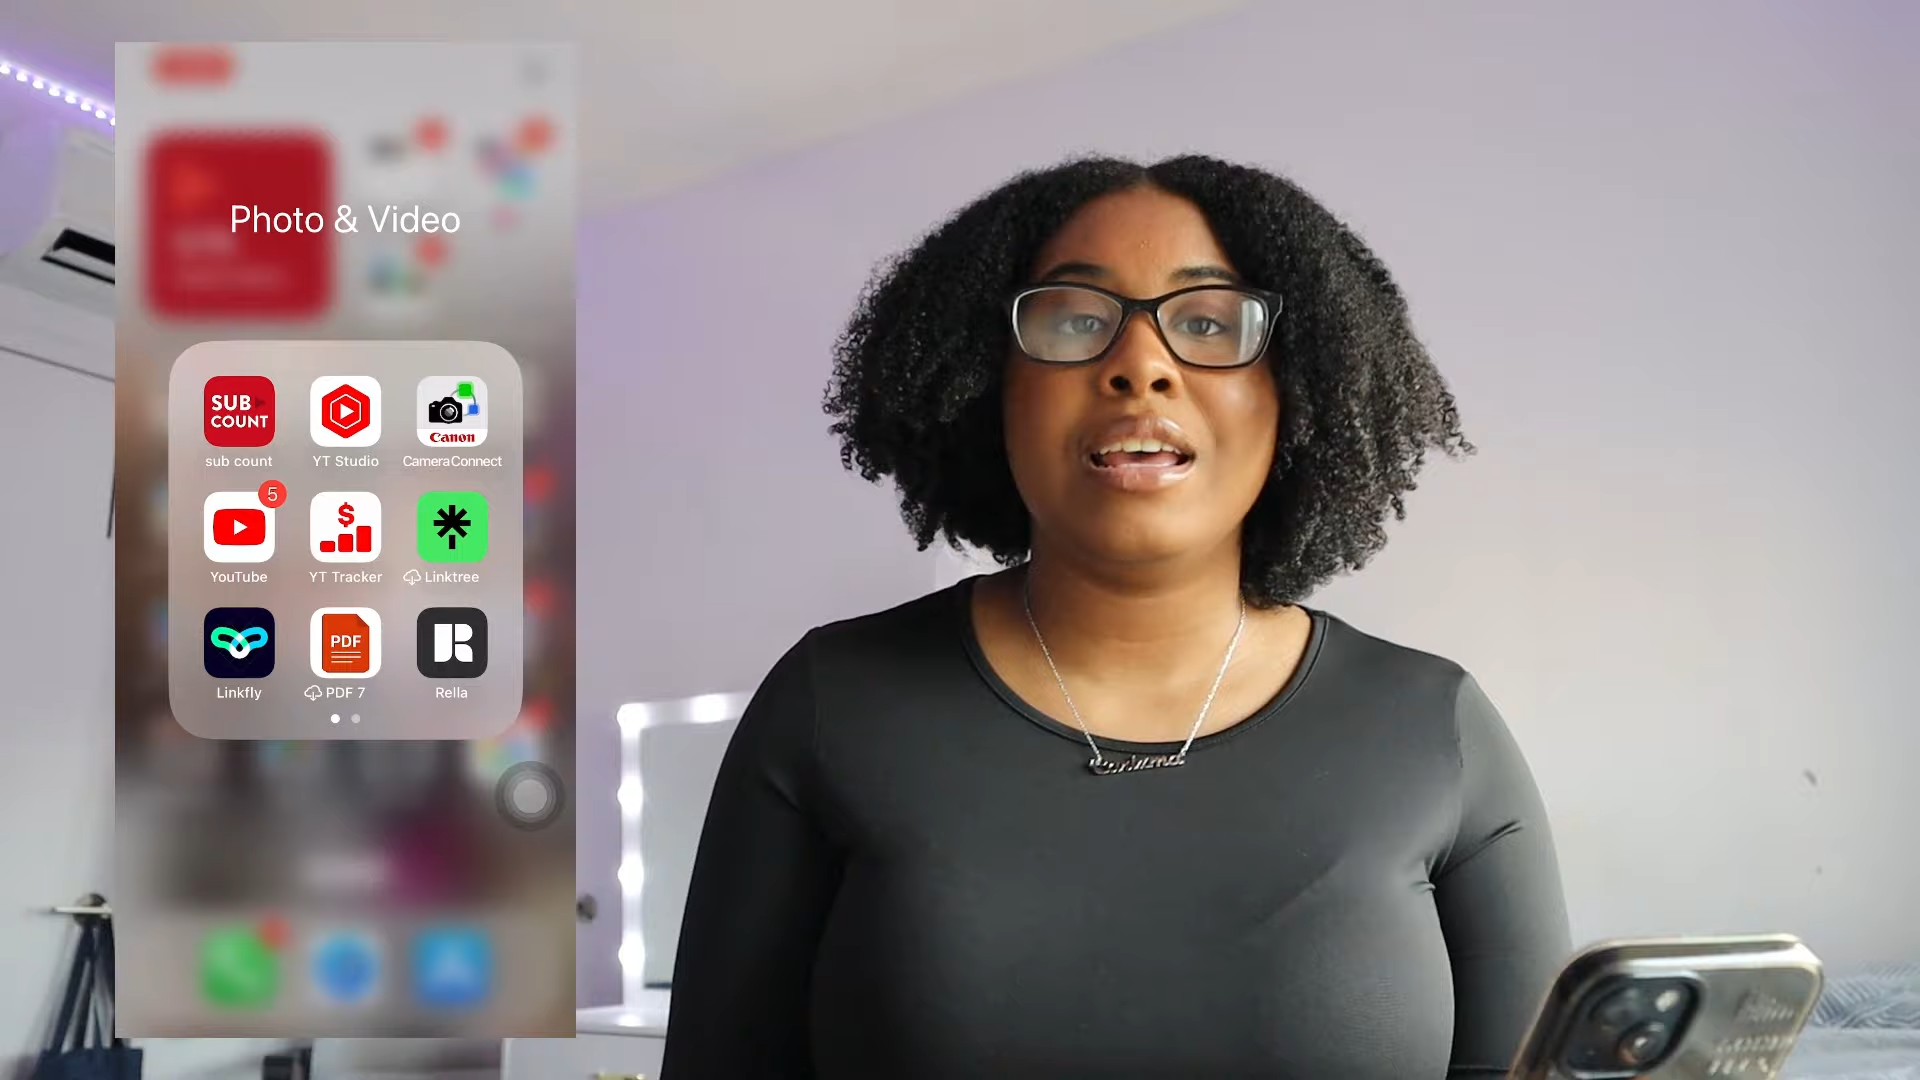 Photo & Video
SUB
COUNT
Canon
sub count
YT Studio
CameraConnect
5
$
YouTube
YT Tracker
Linktree
PDF
Linkfly
PDF 7
Rella